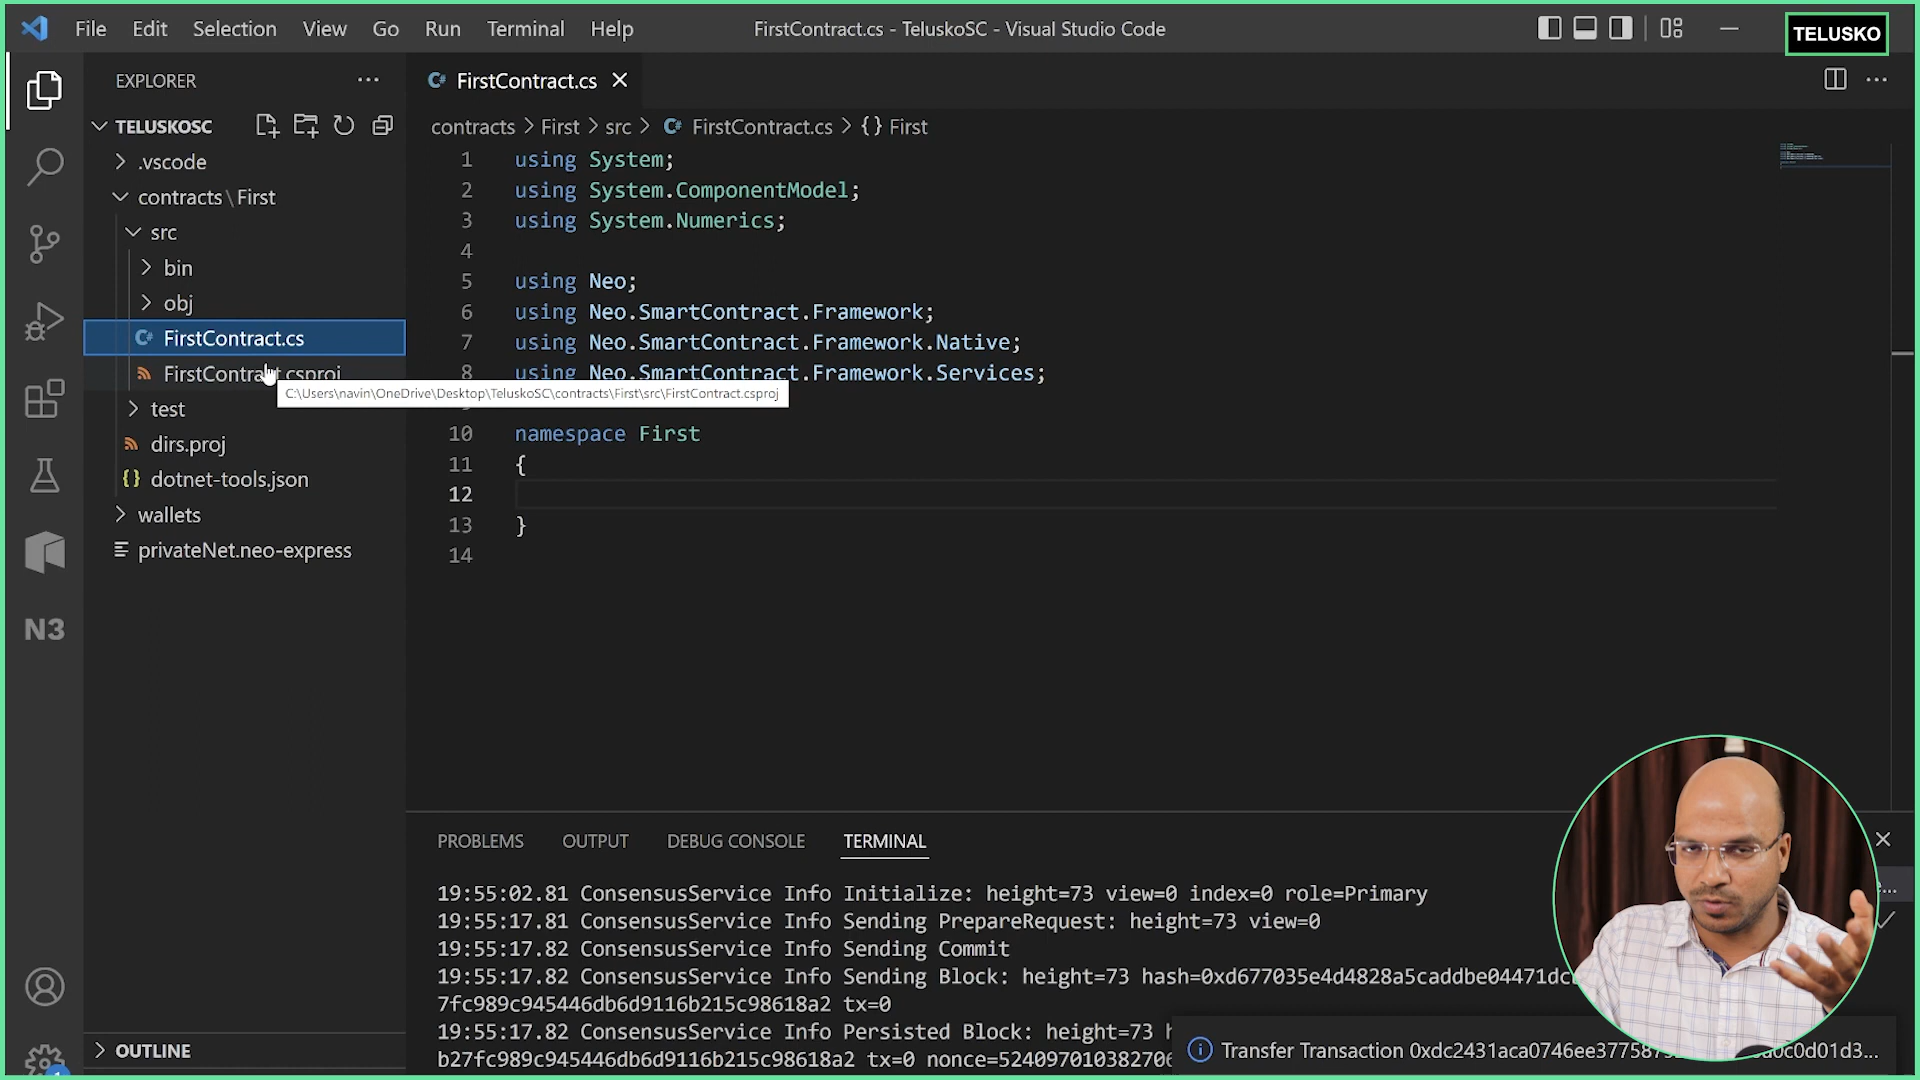 File Edit Selection View Go Run Terminal Help FirstContract.cs - TeluskoSC - Visual Studio Code
TELUSKO
EXPLORER
TELUSKOSC
.vscode
contracts\First
src
bin
obj
FirstContract.cs
FirstContract.csproj
test
dirs.proj
{} dotnet-tools.json
wallets
privateNet.neo-express
N3
OUTLINE
C# FirstContract.cs
contracts > First > src > C# FirstContract.cs > {} First
1 using System;
2 using System.ComponentModel;
3 using System.Numerics;
4
5 using Neo;
6 using Neo.SmartContract.Framework;
7 using Neo.SmartContract.Framework.Native;
8 using Neo.SmartContract.Framework.Services;
C:\Users\navin\OneDrive\Desktop\TeluskoSC\contracts\First\src\FirstContract.csproj
10 namespace First
11 {
12
13 }
14
PROBLEMS OUTPUT DEBUG CONSOLE TERMINAL
19:55:02.81 ConsensusService Info Initialize: height=73 view=0 index=0 role=Primary
19:55:17.81 ConsensusService Info Sending PrepareRequest: height=73 view=0
19:55:17.82 ConsensusService Info Sending Commit
19:55:17.82 ConsensusService Info Sending Block: height=73
7fc989c945446db6d9116b215c98618a2 tx=0
19:55:17.82 ConsensusService Info Persisted Block: height=73
b27fc989c945446db6d9116b215c98618a2 tx=0
Transfer Transaction